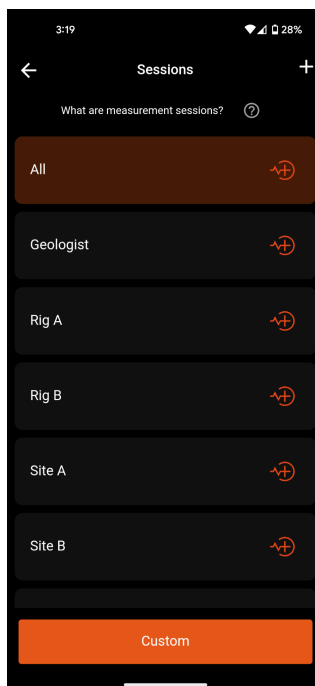 3:19
28%
Sessions
What are measurement sessions?
All
Geologist
Rig A
Rig B
Site A
Site B
Custom